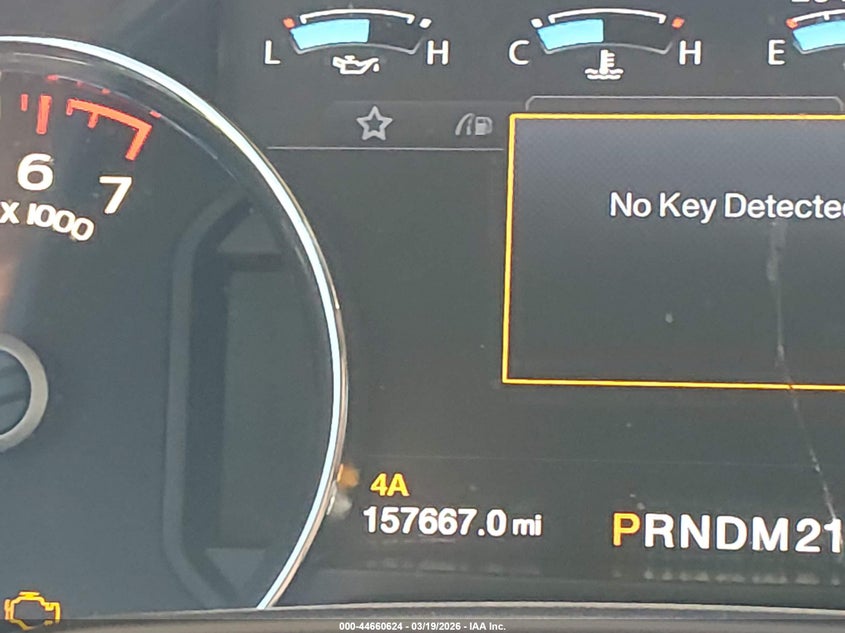 L H
C H
E
6
7
X 1000
No Key Detected
4A
157667.0 mi
PRNDM21
000-44660624 - 03/19/2026 - IAA Inc.